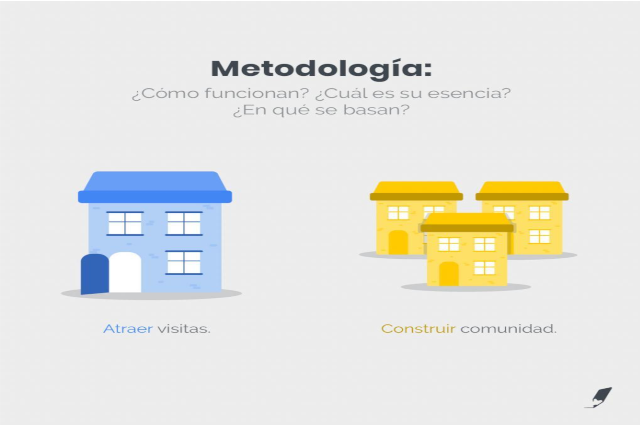 Metodología:
¿Cómo funcionan? ¿Cuál es su esencia?
¿En qué se basan?
Atraer visitas.
Construir comunidad.